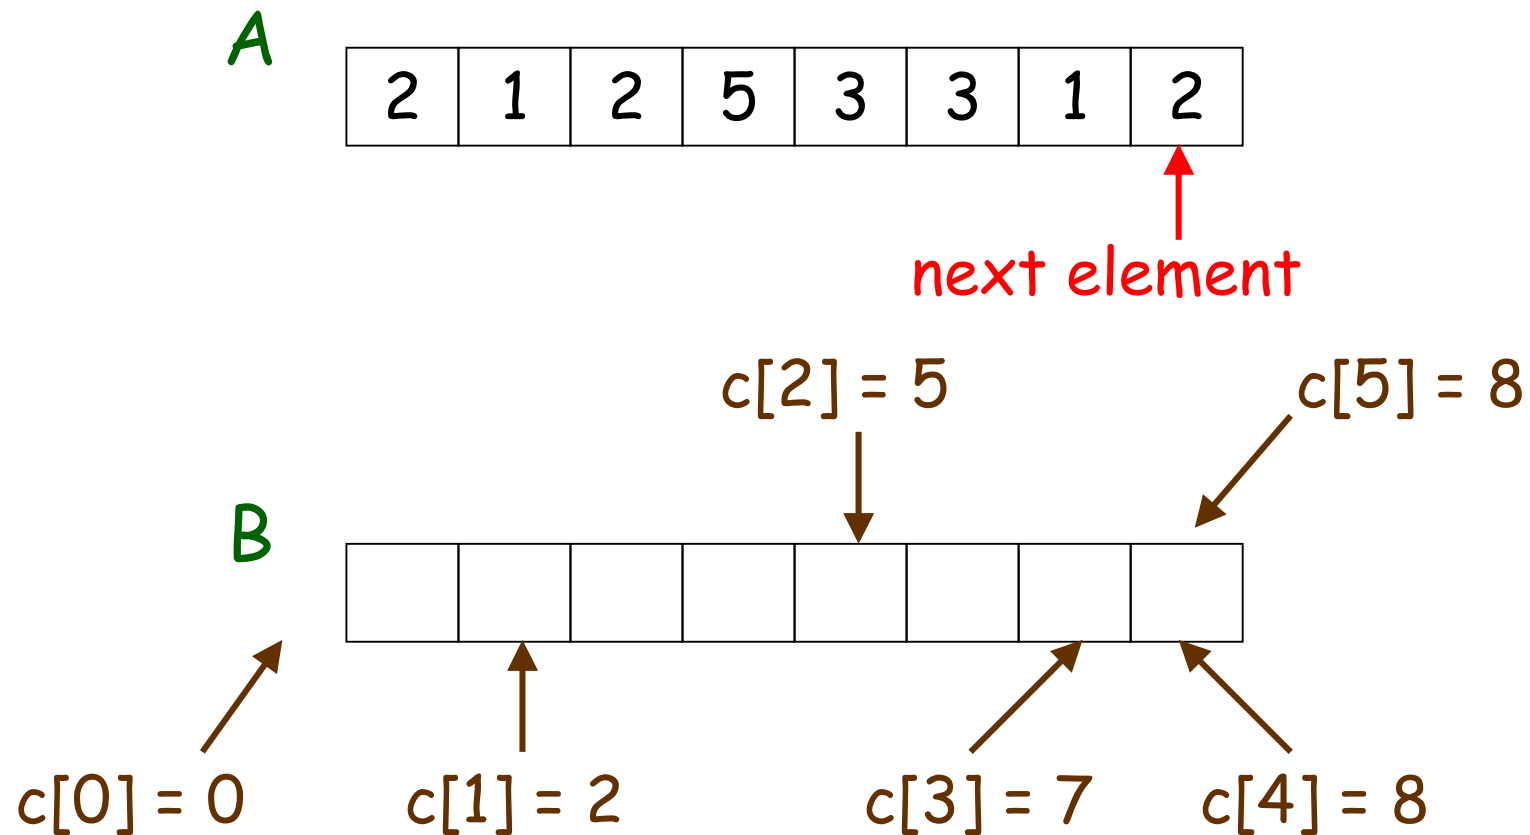 A
2 1 2 5 3 3 1 2
next element
c[2] = 5
c[5] = 8
B
c[0] = 0
c[1] = 2
c[3] = 7
c[4] = 8